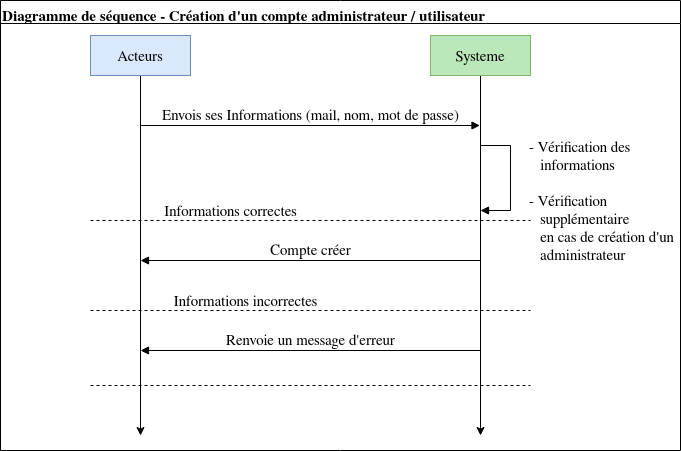 Diagramme de séquence - Création d'un compte administrateur / utilisateur
Acteurs
Systeme
Envois ses Informations (mail, nom, mot de passe)
- Vérification des
informations
- Vérification
supplémentaire
en cas de création d'un
administrateur
Informations correctes
Compte créer
Informations incorrectes
Renvoie un message d'erreur